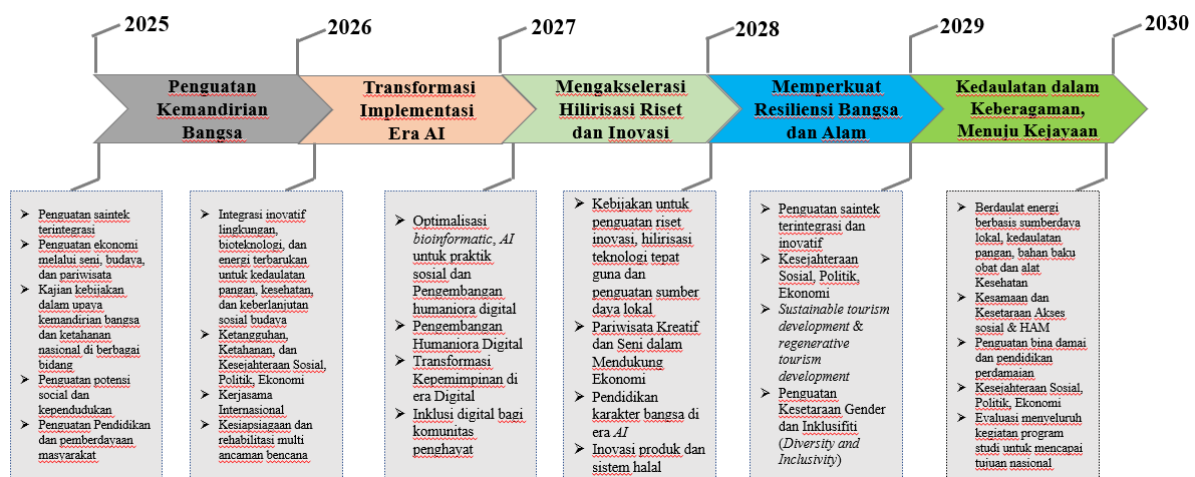 2025
2026
2027
2028
2029
2030
Penguatan
Kemandirian
Bangsa
Transformasi
Implementasi
Era AI
Mengakselerasi
Hilirisasi Riset
dan Inovasi
Memperkuat
Resiliensi Bangsa
dan Alam
Kedaulatan dalam
Keberagaman,
Menuju Kejayaan
➢ Penguatan saintek
terintegrasi
➢ Penguatan ekonomi
melalui seni, budaya,
dan pariwisata
➢ Kajian kebijakan
dalam upaya
kemandirian bangsa
dan ketahanan
nasional di berbagai
bidang
➢ Penguatan potensi
social dan
kependudukan
➢ Penguatan Pendidikan
dan pemberdayaan
masyarakat
➢ Integrasi inovatif
lingkungan,
bioteknologi, dan
energi terbarukan
untuk kedaulatan
pangan, kesehatan,
dan keberlanjutan
sosial budaya
➢ Ketangguhan,
Ketahanan, dan
Kesejahteraan Sosial,
Politik, Ekonomi
➢ Kerjasama
Internasional
➢ Kesiapsiagaan dan
rehabilitasi multi
ancaman bencana
➢ Optimalisasi
bioinformatic, AI
untuk praktik
sosial dan
Pengembangan
humaniora digital
➢ Pengembangan
Humaniora Digital
➢ Transformasi
Kepemimpinan di
era Digital
➢ Inklusi digital bagi
komunitas
penghayat
➢ Kebijakan untuk
penguatan riset
inovasi, hilirisasi
teknologi tepat
guna dan
penguatan sumber
daya lokal
➢ Pariwisata Kreatif
dan Seni dalam
Mendukung
Ekonomi
➢ Pendidikan
karakter bangsa di
era AI
➢ Inovasi produk dan
sistem halal
➢ Penguatan saintek
terintegrasi dan
inovatif
➢ Kesejahteraan
Sosial, Politik,
Ekonomi
➢ Sustainable tourism
development &
regenerative
tourism
development
➢ Penguatan
Kesetaraan Gender
dan Inklusifiti
(Diversity and
Inclusivity)
➢ Berdaulat energi
berbasis sumberdaya
lokal, kedaulatan
pangan, bahan baku
obat dan alat
Kesehatan
➢ Kesamaan dan
Kesetaraan Akses
sosial & HAM
➢ Penguatan bina damai
dan pendidikan
perdamaian
➢ Kesejahteraan Sosial,
Politik, Ekonomi
➢ Evaluasi menyeluruh
kegiatan program
studi untuk mencapai
tujuan nasional